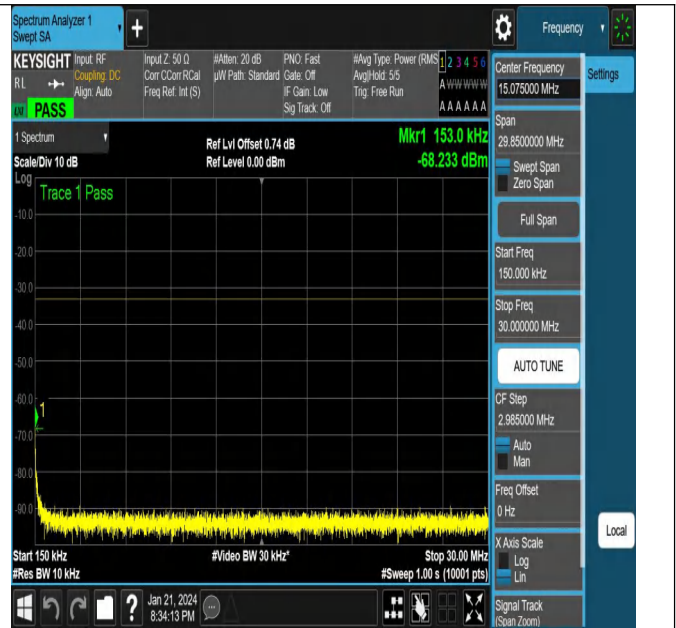 Spectrum Analyzer 1
Swept SA
+
Frequency
KEYSIGHT
RL
PASS
Input: RF
Coupling: DC
Align: Auto
Input Z: 50 Ω
Corr CCorr RCal
Freq Ref: Int (S)
#Atten: 20 dB
µW Path: Standard
PNO: Fast
Gate: Off
IF Gain: Low
Sig Track: Off
#Avg Type: Power (RMS
Avg|Hold: 5/5
Trig: Free Run
1 2 3 4 5 6
A W W W W W
A A A A A A
1 Spectrum
Scale/Div 10 dB
Ref Lvl Offset 0.74 dB
Ref Level 0.00 dBm
Mkr1 153.0 kHz
-68.233 dBm
Log
Trace 1 Pass
-10.0
-20.0
-30.0
-40.0
-50.0
-60.0
1
-70.0
-80.0
-90.0
Start 150 kHz
#Video BW 30 kHz*
Stop 30.00 MHz
#Res BW 10 kHz
#Sweep 1.00 s (10001 pts)
Center Frequency
15.075000 MHz
Settings
Span
29.8500000 MHz
Swept Span
Zero Span
Full Span
Start Freq
150.000 kHz
Stop Freq
30.000000 MHz
AUTO TUNE
CF Step
2.985000 MHz
Auto
Man
Freq Offset
0 Hz
Local
X Axis Scale
Log
Lin
Signal Track
(Span Zoom)
?
Jan 21, 2024
8:34:13 PM